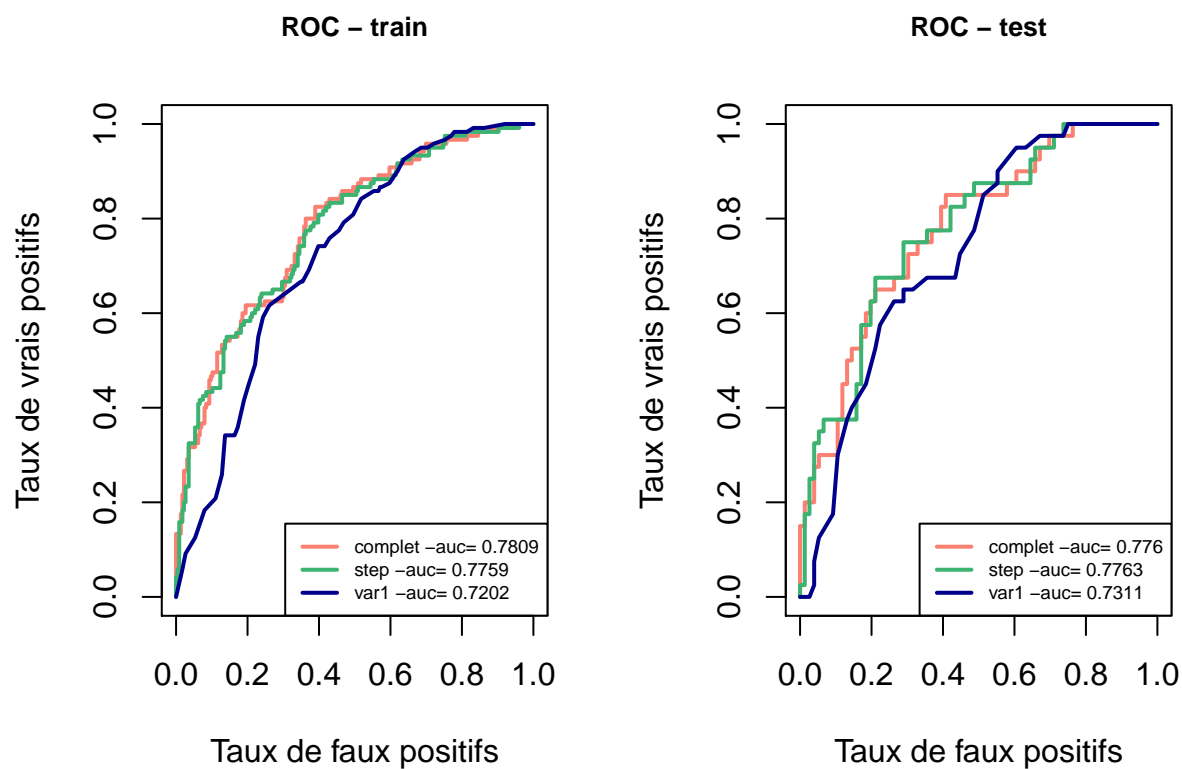 ROC – train
Taux de vrais positifs
1.0
0.8
0.6
0.4
0.2
0.0
complet −auc= 0.7809
step −auc= 0.7759
var1 −auc= 0.7202
0.0 0.2 0.4 0.6 0.8 1.0
Taux de faux positifs
ROC – test
Taux de vrais positifs
1.0
0.8
0.6
0.4
0.2
0.0
complet −auc= 0.776
step −auc= 0.7763
var1 −auc= 0.7311
0.0 0.2 0.4 0.6 0.8 1.0
Taux de faux positifs